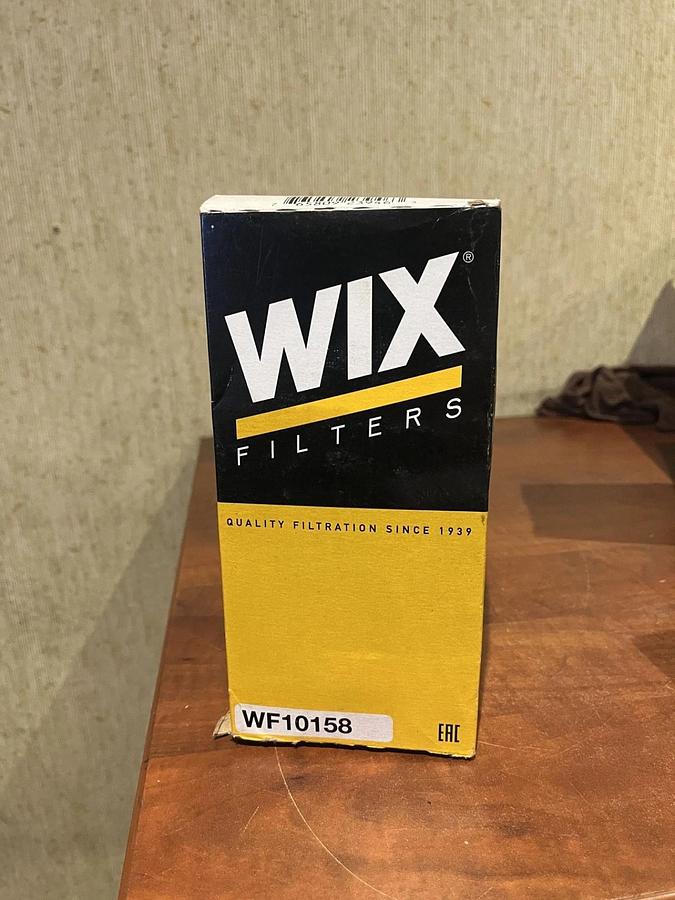 WIX®
FILTERS
QUALITY FILTRATION SINCE 1939
WF10158
EAC